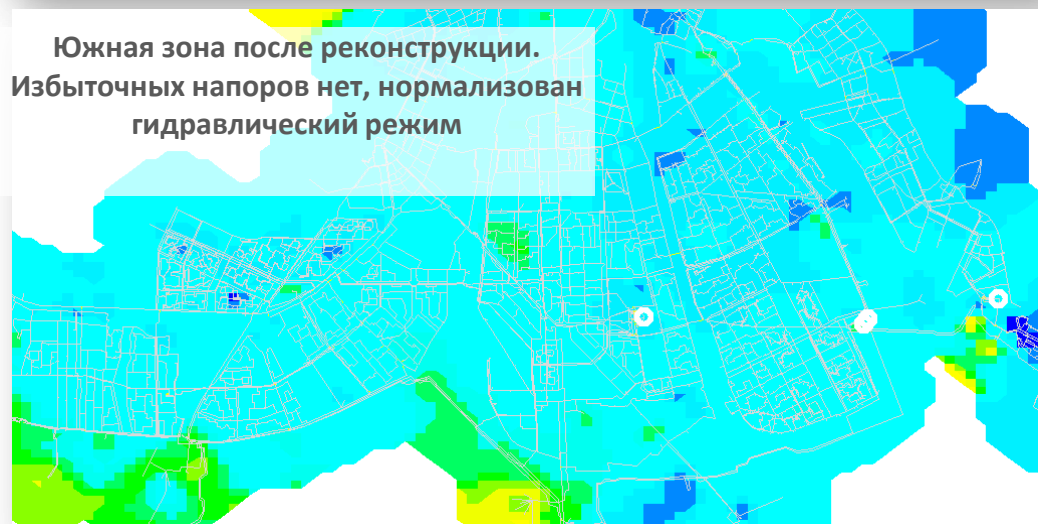 Южная зона после реконструкции.
Избыточных напоров нет, нормализован
гидравлический режим